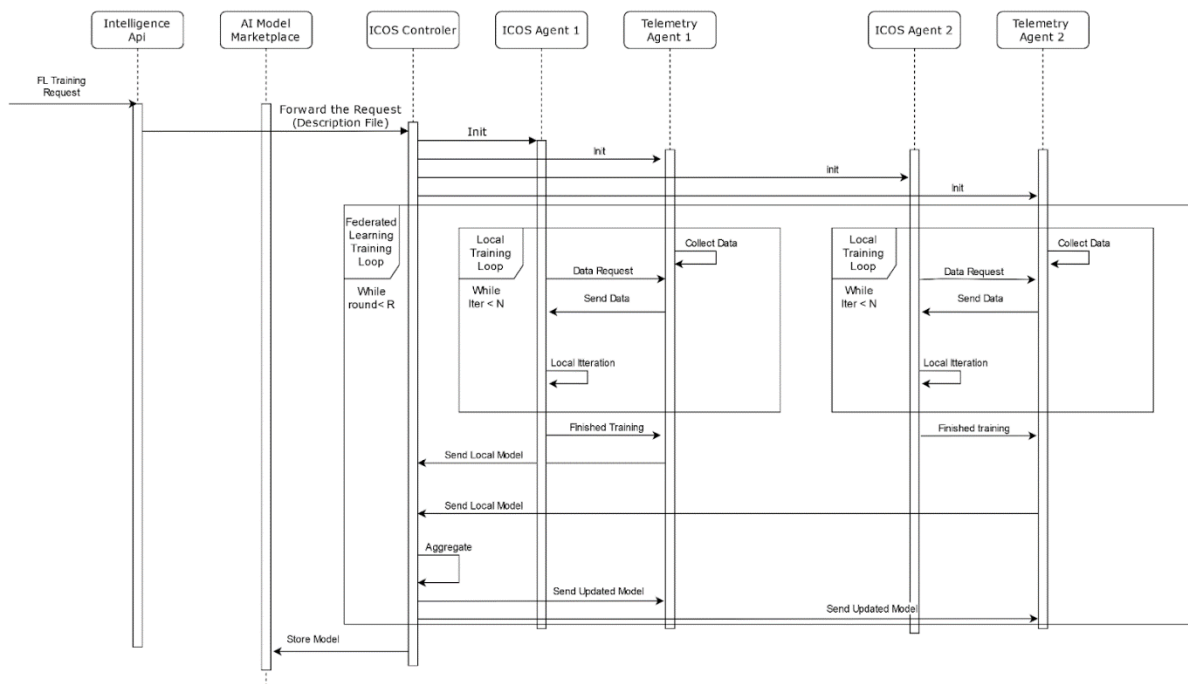 Intelligence
Api
AI Model
Marketplace
ICOS Controler
ICOS Agent 1
Telemetry
Agent 1
ICOS Agent 2
Telemetry
Agent 2
FL Training
Request
Forward the Request
(Description File)
Init
Init
init
Init
Federated
Learning
Training
Loop
While
round< R
Local
Training
Loop
While
Iter < N
Collect Data
Data Request
Send Data
Local Itteration
Local
Training
Loop
While
Iter < N
Collect Data
Data Request
Send Data
Local Itteration
Finished Training
Finished training
Send Local Model
Send Local Model
Aggregate
Send Updated Model
Send Updated Model
Store Model